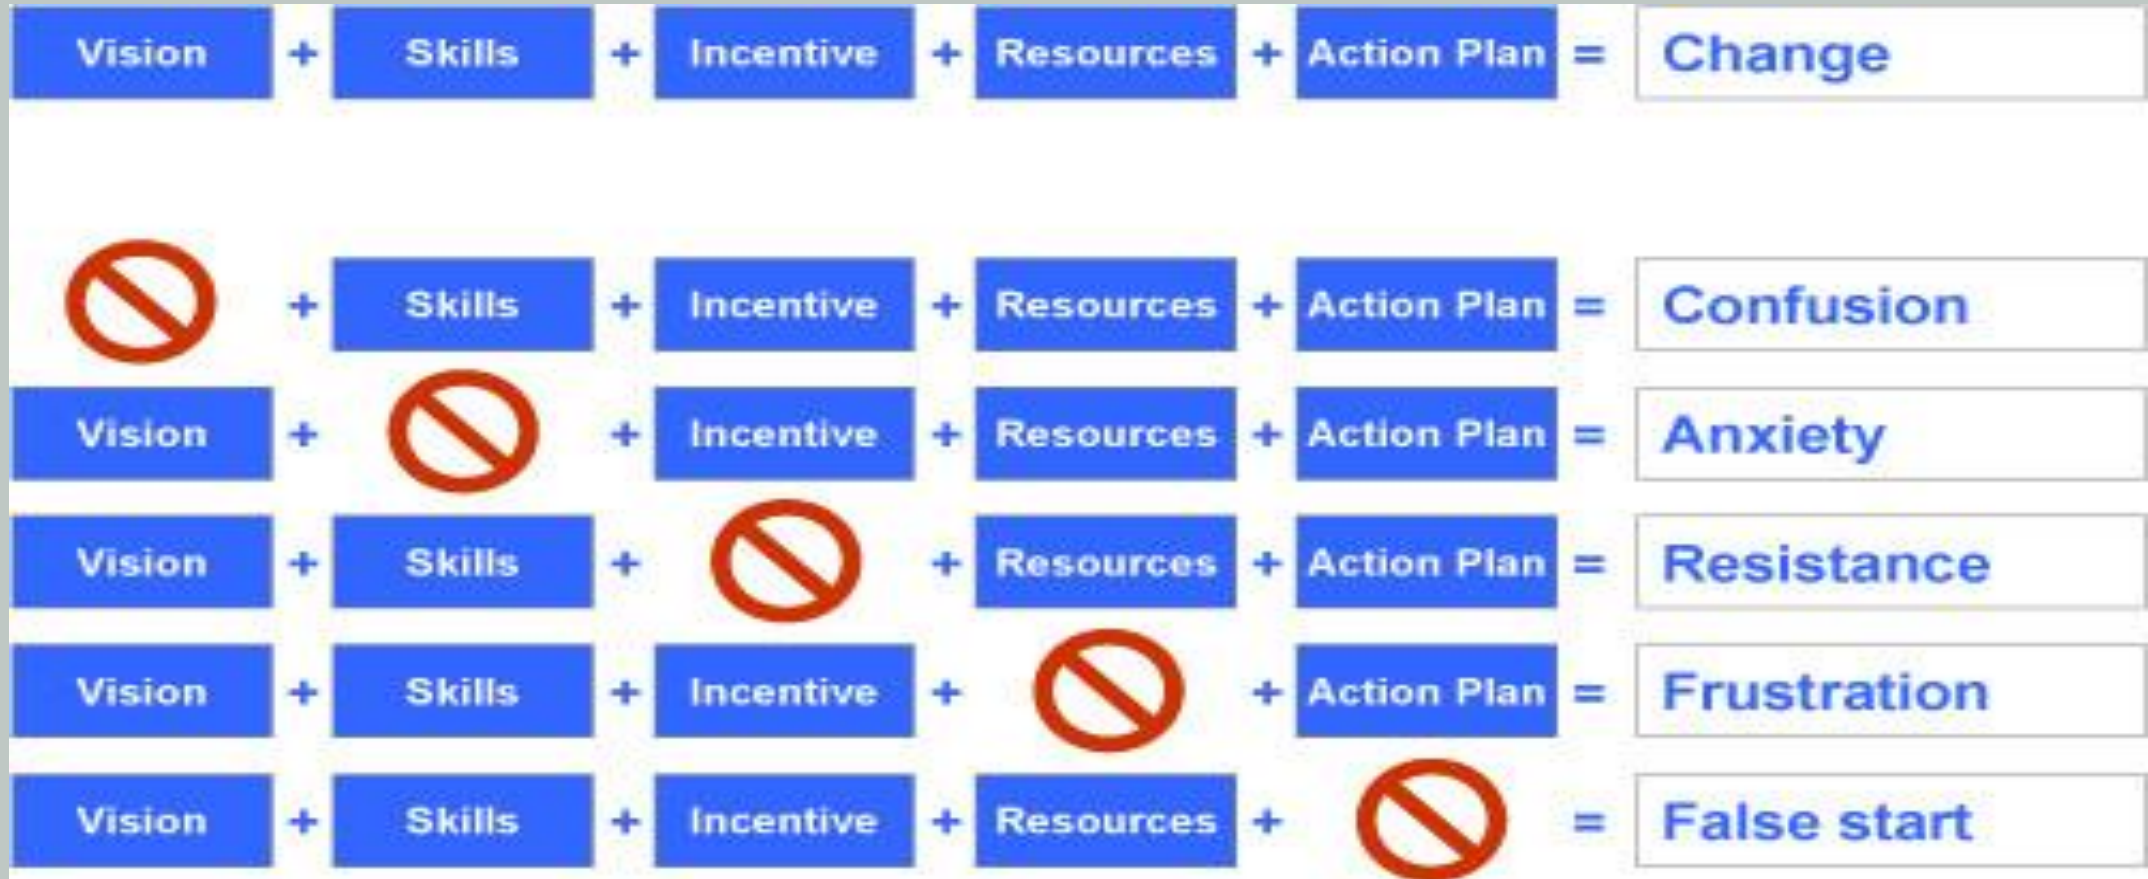 Vision + Skills + Incentive + Resources + Action Plan = Change
+ Skills + Incentive + Resources + Action Plan = Confusion
Vision + + Incentive + Resources + Action Plan = Anxiety
Vision + Skills + + Resources + Action Plan = Resistance
Vision + Skills + Incentive + + Action Plan = Frustration
Vision + Skills + Incentive + Resources + = False start